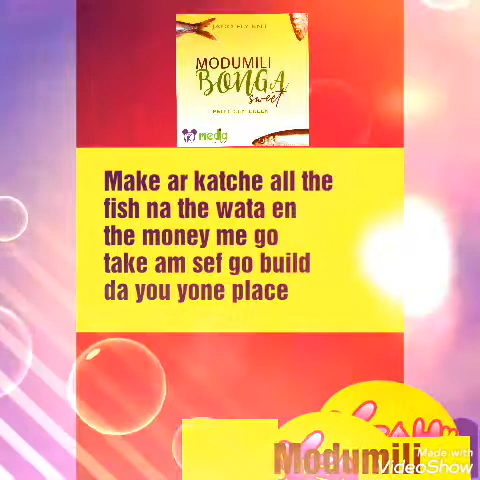 MODUMILI
BONGA
sweet
medig
Make ar katche all the
fish na the wata en
the money me go
take am sef go build
da you yone place
Modumili
Made with
VideoShow